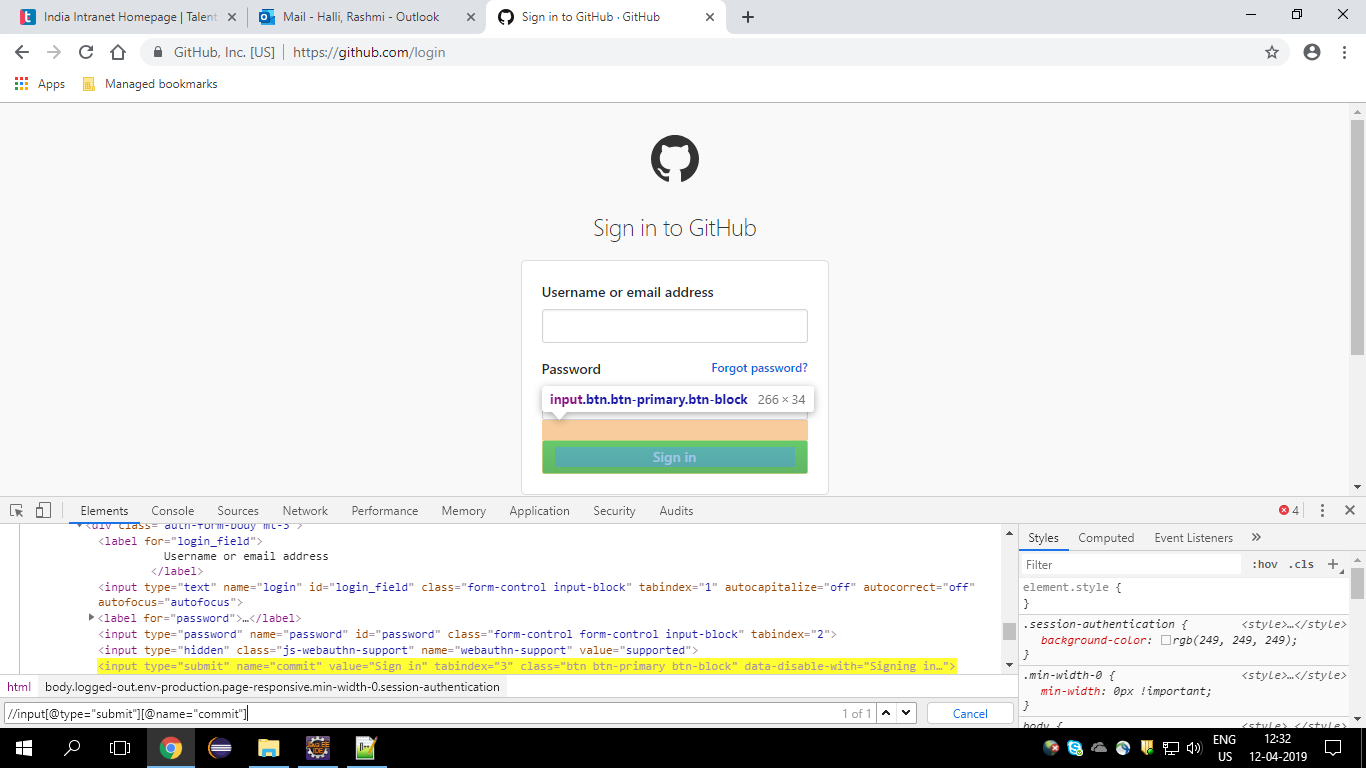 India Intranet Homepage | Talent
Mail - Halli, Rashmi - Outlook
Sign in to GitHub · GitHub
GitHub, Inc. [US] | https://github.com/login
Apps
Managed bookmarks
Sign in to GitHub
Username or email address
Password
Forgot password?
input.btn.btn-primary.btn-block 266 × 34
Sign in
Elements Console Sources Network Performance Memory Application Security Audits 4
<div class="auth-form-body mt-3">
<label for="login_field">
Username or email address
</label>
<input type="text" name="login" id="login_field" class="form-control input-block" tabindex="1" autocapitalize="off" autocorrect="off"
autofocus="autofocus">
<label for="password">…</label>
<input type="password" name="password" id="password" class="form-control form-control input-block" tabindex="2">
<input type="hidden" class="js-webauthn-support" name="webauthn-support" value="supported">
<input type="submit" name="commit" value="Sign in" tabindex="3" class="btn btn-primary btn-block" data-disable-with="Signing in…">
html body.logged-out.env-production.page-responsive.min-width-0.session-authentication
//input[@type="submit"][@name="commit"]
1 of 1
Cancel
Styles Computed Event Listeners »
Filter
:hov .cls +
element.style {
}
.session-authentication { <style>…</style>
background-color: rgb(249, 249, 249);
}
.min-width-0 { <style>…</style>
min-width: 0px !important;
}
body { <style>…</style>
ENG
US
12:32
12-04-2019